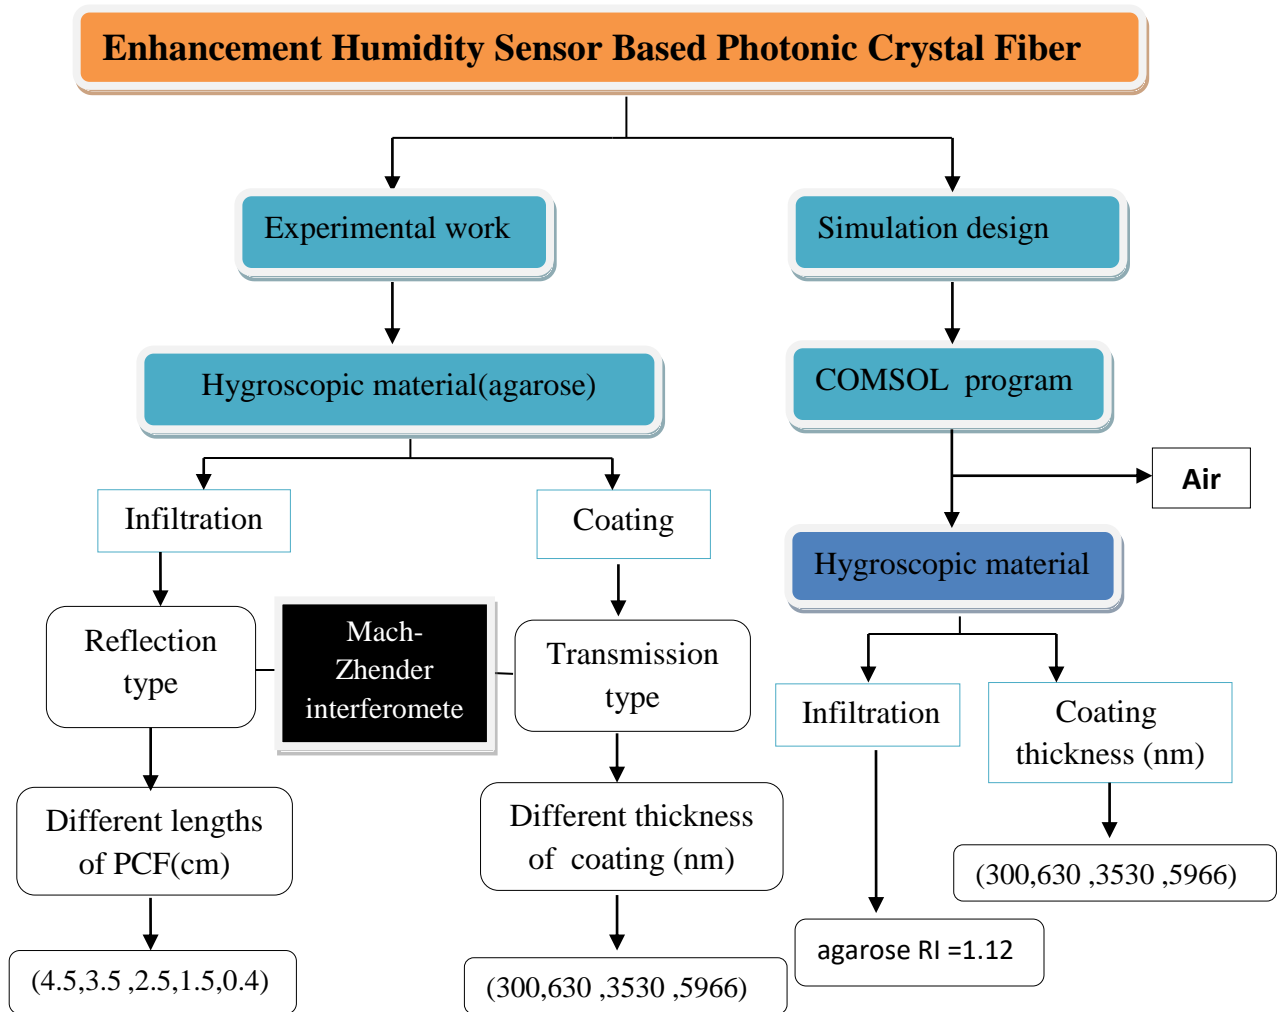 Enhancement Humidity Sensor Based Photonic Crystal Fiber
Experimental work
Simulation design
Hygroscopic material(agarose)
COMSOL program
Air
Infiltration
Coating
Hygroscopic material
Reflection
type
Mach-
Zhender
interferomete
Transmission
type
Infiltration
Coating
thickness (nm)
Different lengths
of PCF(cm)
Different thickness
of coating (nm)
(300,630 ,3530 ,5966)
agarose RI =1.12
(4.5,3.5 ,2.5,1.5,0.4)
(300,630 ,3530 ,5966)